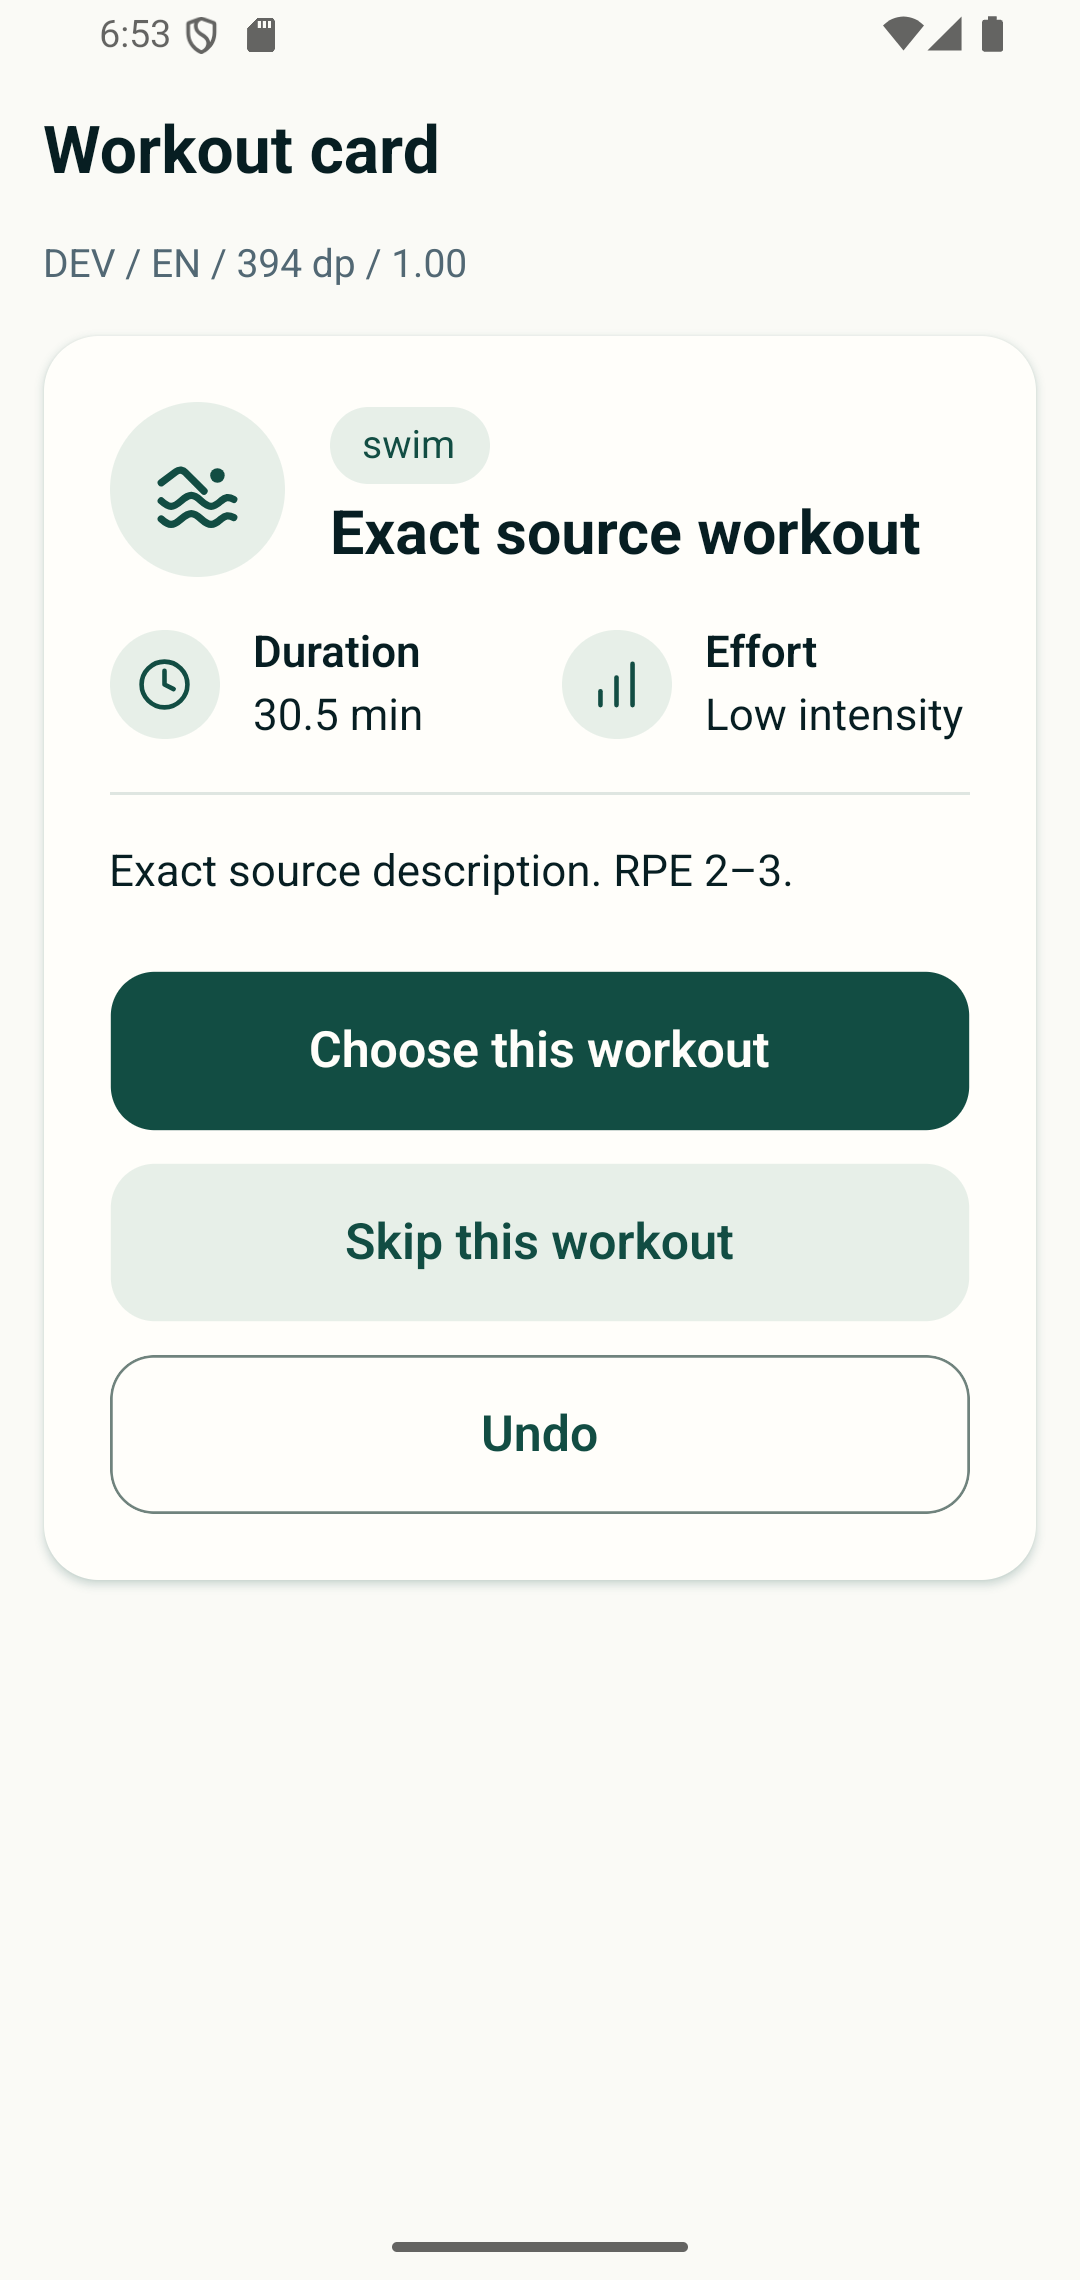 6:53
Workout card
DEV / EN / 394 dp / 1.00
swim
Exact source workout
Duration
30.5 min
Effort
Low intensity
Exact source description. RPE 2–3.
Choose this workout
Skip this workout
Undo